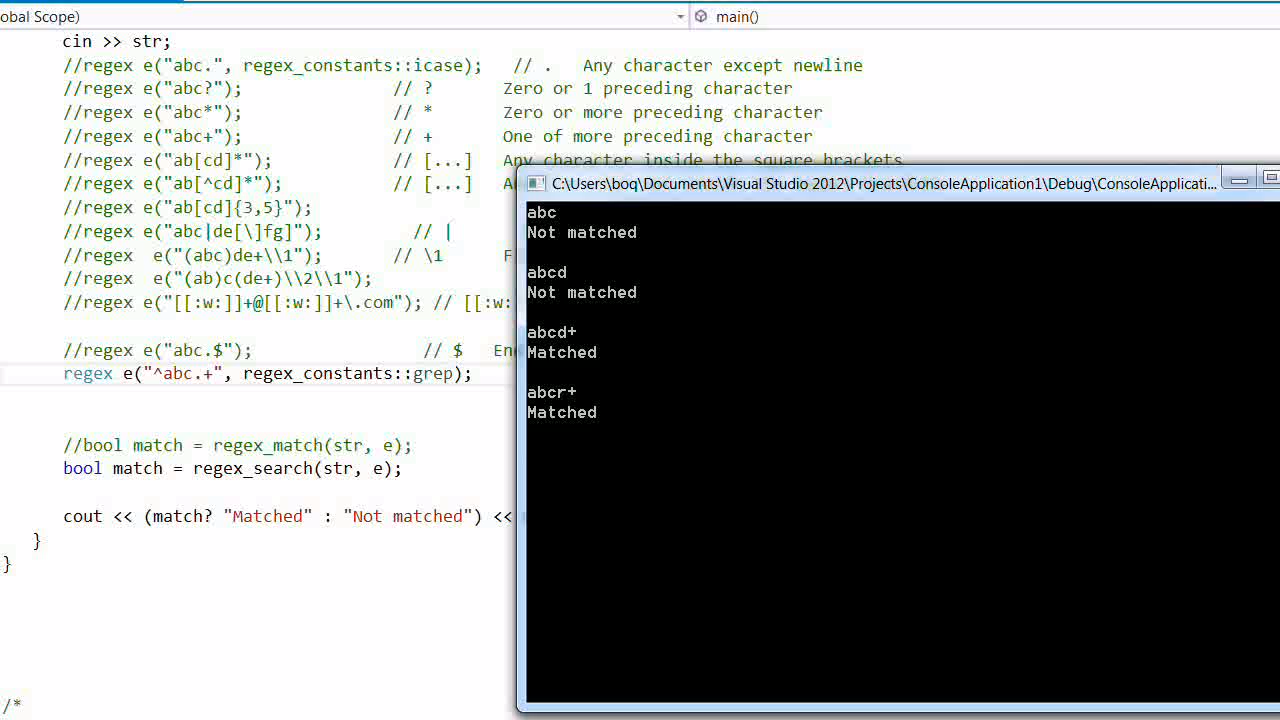 obal Scope)
main()
cin >> str;
//regex e("abc.", regex_constants::icase); // . Any character except newline
//regex e("abc?"); // ? Zero or 1 preceding character
//regex e("abc*"); // * Zero or more preceding character
//regex e("abc+"); // + One of more preceding character
//regex e("ab[cd]*"); // [...] Any character inside the square brackets
//regex e("ab[^cd]*"); // [...]
//regex e("ab[cd]{3,5}");
//regex e("abc|de[\]fg]"); // |
//regex e("(abc)de+\\1"); // \1
//regex e("(ab)c(de+)\\2\\1");
//regex e("[[:w:]]+@[[:w:]]+\.com"); // [[:w:
//regex e("abc.$"); // $
regex e("^abc.+", regex_constants::grep);
//bool match = regex_match(str, e);
bool match = regex_search(str, e);
cout << (match? "Matched" : "Not matched") <<
}
}
/*
C:\Users\boq\Documents\Visual Studio 2012\Projects\ConsoleApplication1\Debug\ConsoleApplicati...
abc
Not matched
abcd
Not matched
abcd+
Matched
abcr+
Matched